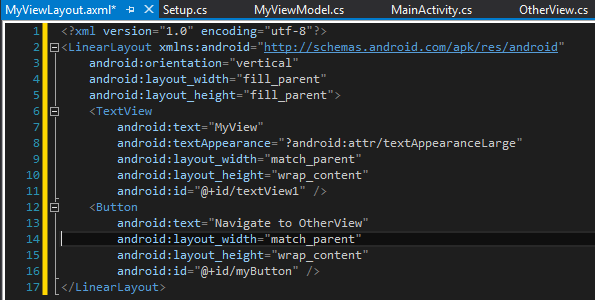 MyViewLayout.axml* Setup.cs MyViewModel.cs MainActivity.cs OtherView.cs
1 <?xml version="1.0" encoding="utf-8"?>
2 <LinearLayout xmlns:android="http://schemas.android.com/apk/res/android"
3 android:orientation="vertical"
4 android:layout_width="fill_parent"
5 android:layout_height="fill_parent">
6 <TextView
7 android:text="MyView"
8 android:textAppearance="?android:attr/textAppearanceLarge"
9 android:layout_width="match_parent"
10 android:layout_height="wrap_content"
11 android:id="@+id/textView1" />
12 <Button
13 android:text="Navigate to OtherView"
14 android:layout_width="match_parent"
15 android:layout_height="wrap_content"
16 android:id="@+id/myButton" />
17 </LinearLayout>